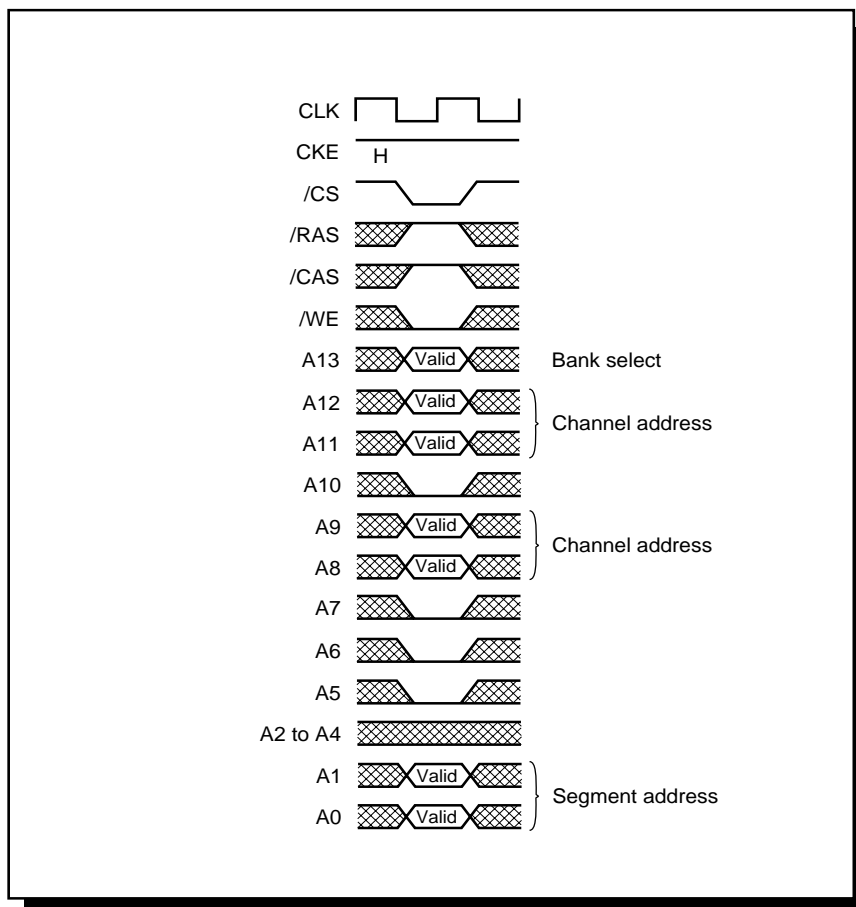 CLK
CKE H
/CS
/RAS
/CAS
/WE
A13 Valid Bank select
A12 Valid
Channel address
A11 Valid
A10
A9 Valid
Channel address
A8 Valid
A7
A6
A5
A2 to A4
A1 Valid
Segment address
A0 Valid